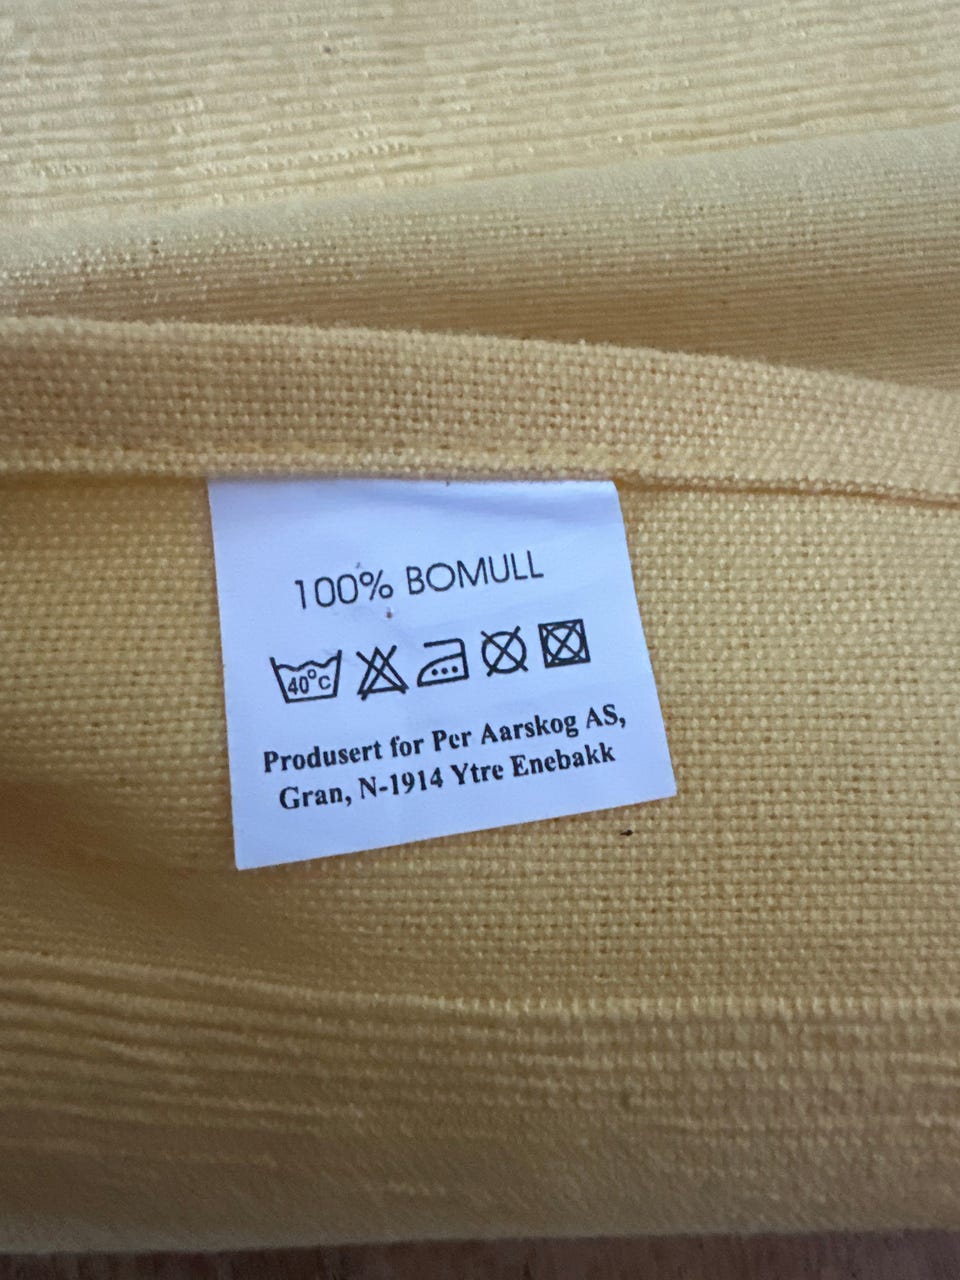 100% BOMULL
40°C
Produsert for Per Aarskog AS,
Gran, N-1914 Ytre Enebakk